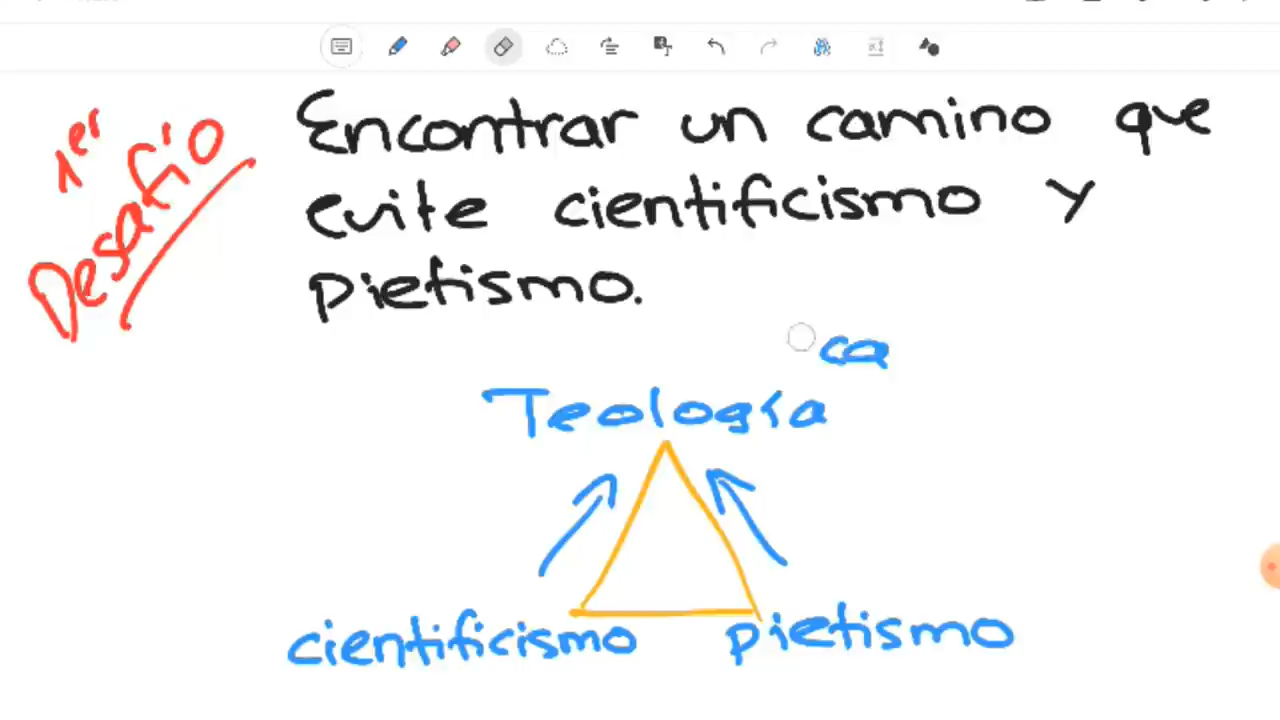 1er
Desafío
Encontrar un camino que
evite cientificismo y
pietismo.
ca
Teología
cientificismo
pietismo